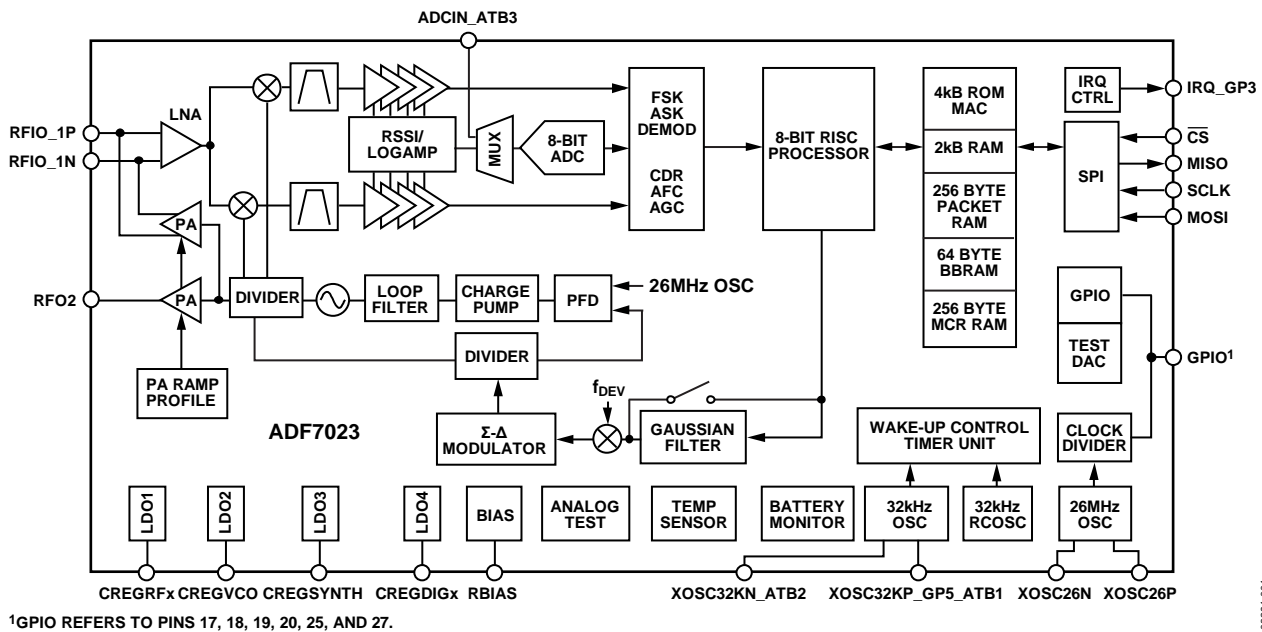 ADCIN_ATB3
RFIO_1P
RFIO_1N
LNA
RSSI/
LOGAMP
MUX
8-BIT
ADC
FSK
ASK
DEMOD
CDR
AFC
AGC
8-BIT RISC
PROCESSOR
4kB ROM
MAC
2kB RAM
256 BYTE
PACKET
RAM
64 BYTE
BBRAM
256 BYTE
MCR RAM
IRQ
CTRL
SPI
IRQ_GP3
CS
MISO
SCLK
MOSI
PA
RFO2
PA
DIVIDER
LOOP
FILTER
CHARGE
PUMP
PFD
26MHz OSC
DIVIDER
PA RAMP
PROFILE
ADF7023
Σ-Δ
MODULATOR
fDEV
GAUSSIAN
FILTER
GPIO
TEST
DAC
GPIO1
WAKE-UP CONTROL
TIMER UNIT
CLOCK
DIVIDER
LDO1
LDO2
LDO3
LDO4
BIAS
ANALOG
TEST
TEMP
SENSOR
BATTERY
MONITOR
32kHz
OSC
32kHz
RCOSC
26MHz
OSC
CREGRFx
CREGVCO
CREGSYNTH
CREGDIGx
RBIAS
XOSC32KN_ATB2
XOSC32KP_GP5_ATB1
XOSC26N
XOSC26P
1GPIO REFERS TO PINS 17, 18, 19, 20, 25, AND 27.